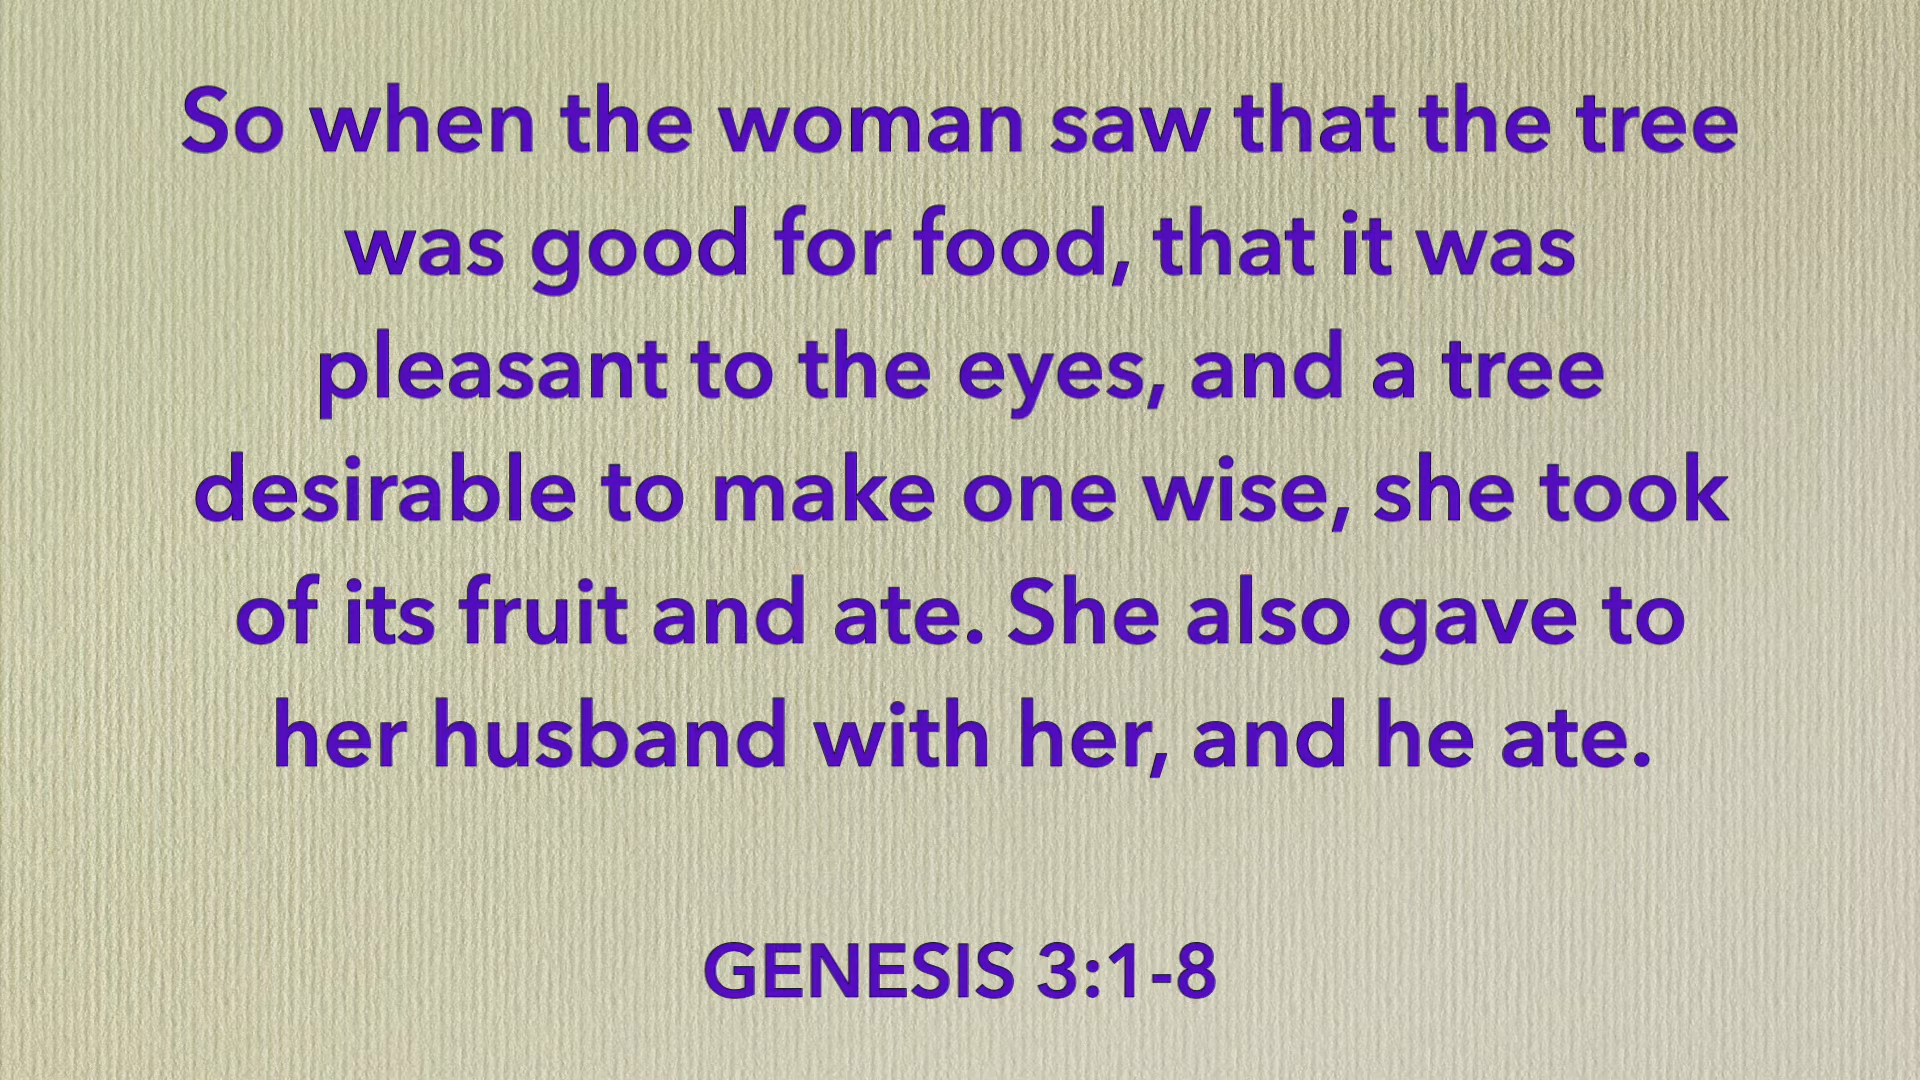 So when the woman saw that the tree
was good for food, that it was
pleasant to the eyes, and a tree
desirable to make one wise, she took
of its fruit and ate. She also gave to
her husband with her, and he ate.
GENESIS 3:1-8